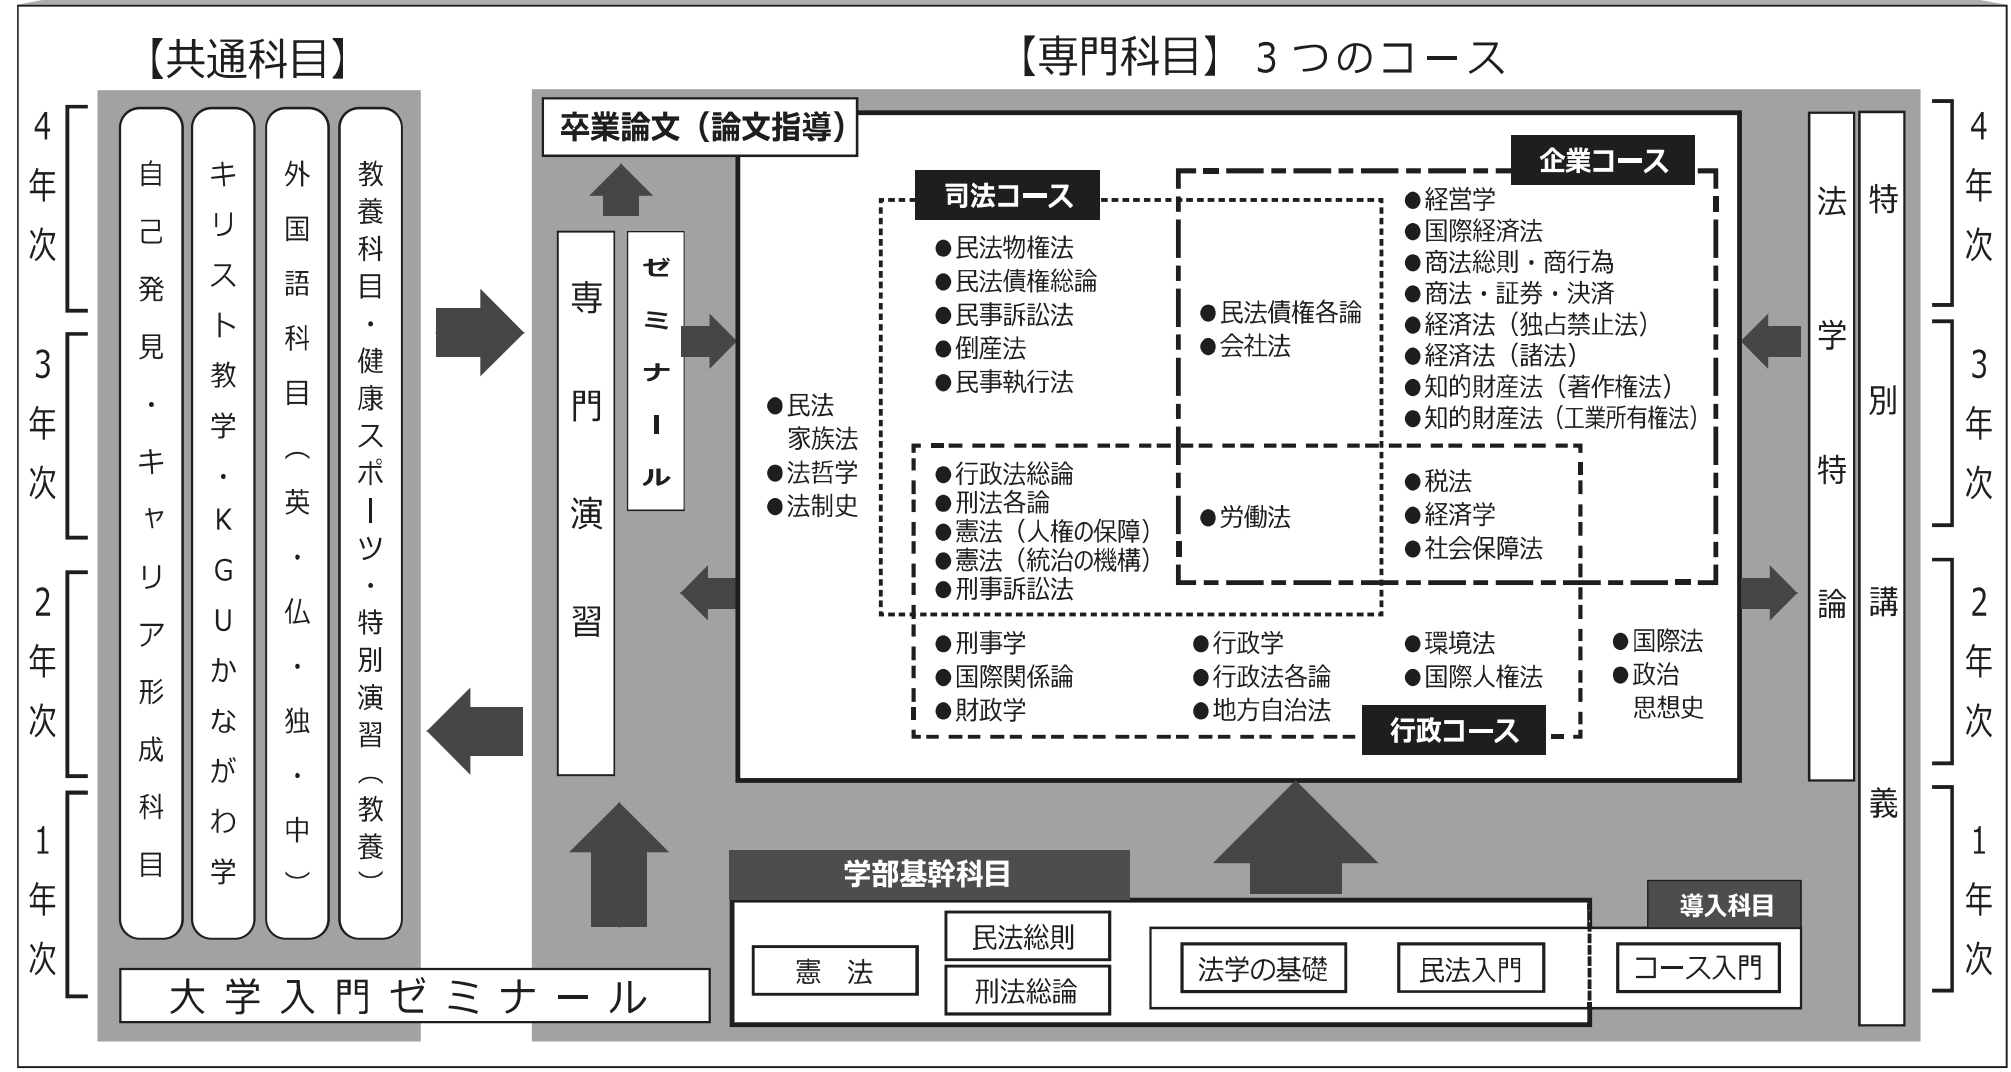 【共通科目】
【専門科目】3つのコース
4年次
3年次
2年次
1年次
自己発見・キャリア形成科目
キリスト教学・KGUかながわ学
外国語科目（英・仏・独・中）
教養科目・健康スポーツ・特別演習（教養）
大学入門ゼミナール
卒業論文（論文指導）
専門演習
ゼミナール
●民法
家族法
●法哲学
●法制史
司法コース
●民法物権法
●民法債権総論
●民事訴訟法
●倒産法
●民事執行法
●民法債権各論
●会社法
企業コース
●経営学
●国際経済法
●商法総則・商行為
●商法・証券・決済
●経済法（独占禁止法）
●経済法（諸法）
●知的財産法（著作権法）
●知的財産法（工業所有権法）
●行政法総論
●刑法各論
●憲法（人権の保障）
●憲法（統治の機構）
●刑事訴訟法
●労働法
●税法
●経済学
●社会保障法
●刑事学
●国際関係論
●財政学
●行政学
●行政法各論
●地方自治法
●環境法
●国際人権法
行政コース
●国際法
●政治
思想史
法学特論
特別講義
4年次
3年次
2年次
1年次
学部基幹科目
憲　法
民法総則
刑法総論
法学の基礎
民法入門
導入科目
コース入門